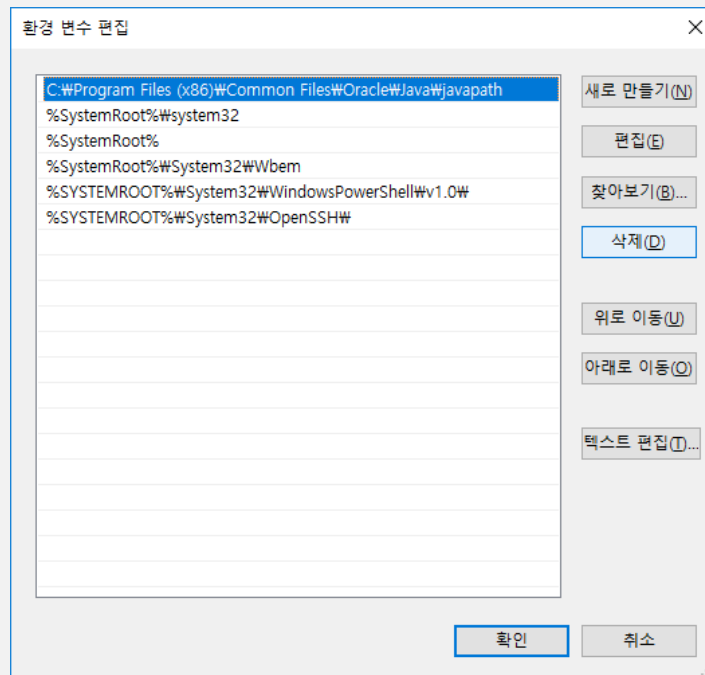 환경 변수 편집
C:₩Program Files (x86)₩Common Files₩Oracle₩Java₩javapath
%SystemRoot%₩system32
%SystemRoot%
%SystemRoot%₩System32₩Wbem
%SYSTEMROOT%₩System32₩WindowsPowerShell₩v1.0₩
%SYSTEMROOT%₩System32₩OpenSSH₩
새로 만들기(N)
편집(E)
찾아보기(B)...
삭제(D)
위로 이동(U)
아래로 이동(O)
텍스트 편집(T)...
확인
취소